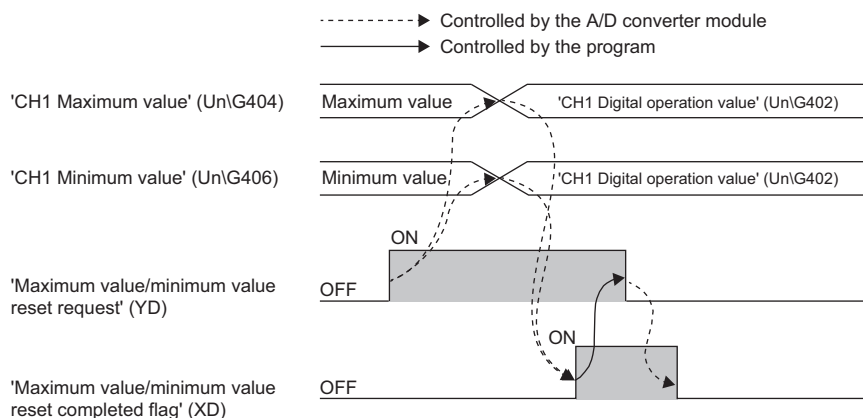 Controlled by the A/D converter module
Controlled by the program
'CH1 Maximum value' (Un\G404)
Maximum value
'CH1 Digital operation value' (Un\G402)
'CH1 Minimum value' (Un\G406)
Minimum value
'CH1 Digital operation value' (Un\G402)
ON
'Maximum value/minimum value
reset request' (YD)
OFF
ON
'Maximum value/minimum value
reset completed flag' (XD)
OFF